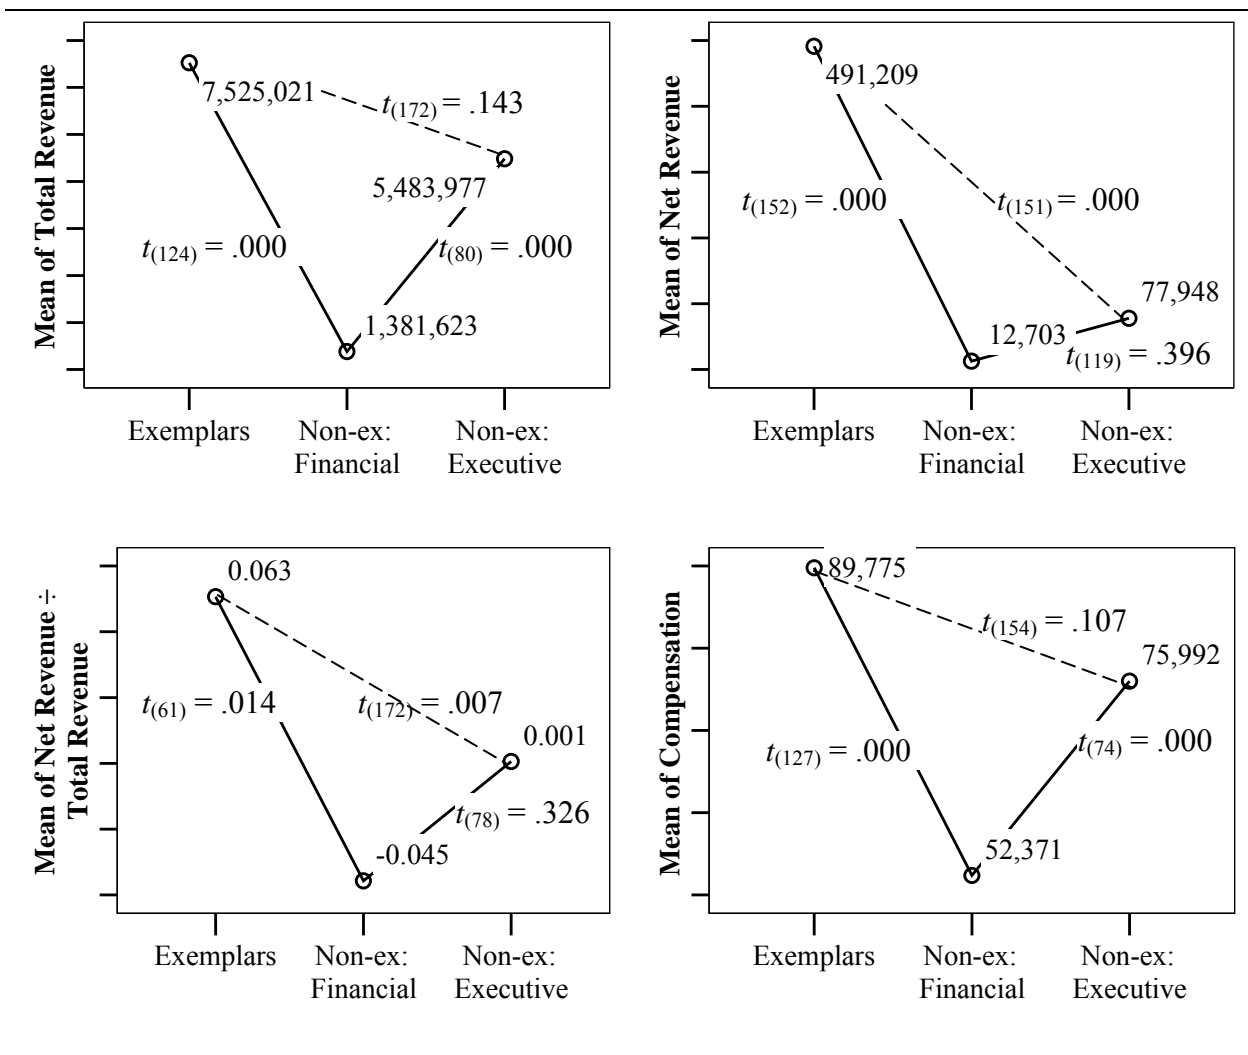 Mean of Total Revenue
7,525,021
t(172) = .143
5,483,977
t(124) = .000
t(80) = .000
1,381,623
Exemplars
Non-ex:
Financial
Non-ex:
Executive
Mean of Net Revenue
491,209
t(152) = .000
t(151) = .000
77,948
12,703
t(119) = .396
Exemplars
Non-ex:
Financial
Non-ex:
Executive
Mean of Net Revenue ÷
Total Revenue
0.063
t(61) = .014
t(172) = .007
0.001
t(78) = .326
-0.045
Exemplars
Non-ex:
Financial
Non-ex:
Executive
Mean of Compensation
89,775
t(154) = .107
75,992
t(127) = .000
t(74) = .000
52,371
Exemplars
Non-ex:
Financial
Non-ex:
Executive